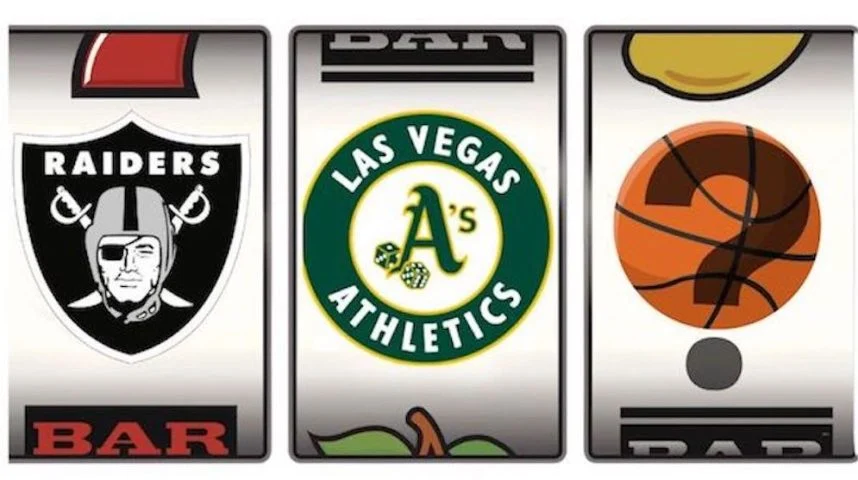 RAIDERS
BAR
BAR
LAS VEGAS
A's
ATHLETICS
?
BAR